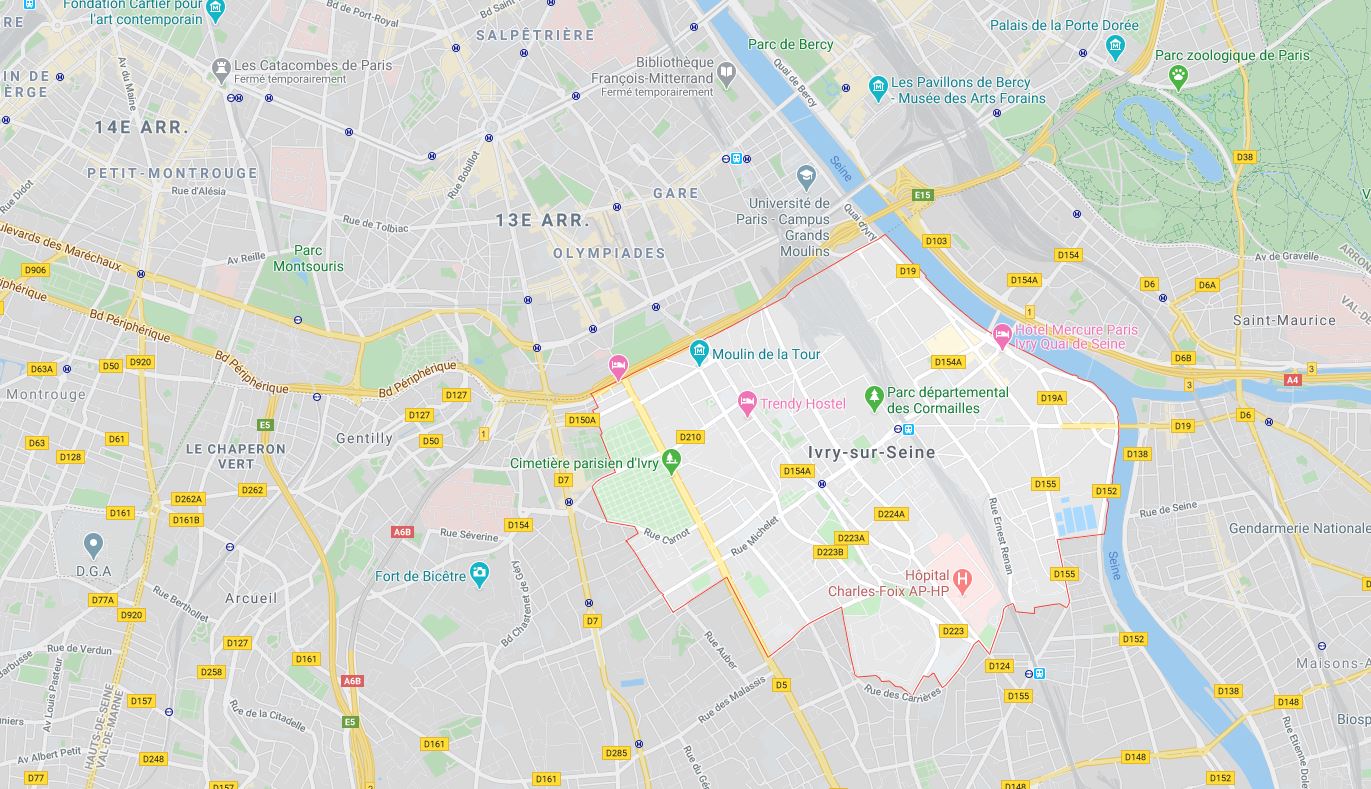 Fondation Cartier pour
l'art contemporain
Bd de Port-Royal
Bd Saint
SALPÊTRIÈRE
Palais de la Porte Dorée
Parc de Bercy
Parc zoologique de Paris
Les Catacombes de Paris
Fermé temporairement
Bibliothèque
François-Mitterrand
Fermé temporairement
Quai de Bercy
Les Pavillons de Bercy
- Musée des Arts Forains
IN DE
ÈRGE
RE
Av du Maine
14E ARR.
PETIT-MONTROUGE
Rue d'Alésia
Rue Didot
Rue Bobillot
Rue de Tolbiac
13E ARR.
GARE
OLYMPIADES
Seine
D38
E15
Université de
Paris - Campus
Grands
Moulins
Quai d'Ivry
ulevards des Maréchaux
Av Reille
Parc
Montsouris
D906
ériphérique
Bd Périphérique
Bd Périphérique
Bd Périphérique
D103
D154
D19
D154A
D6
D6A
Av de Gravelle
ARRON
VAL-DE
Saint-Maurice
1
Hôtel Mercure Paris
Ivry Quai de Seine
Moulin de la Tour
D154A
D6B
A4
3
3
D63A
D50
D920
Montrouge
D127
D127
D50
1
Gentilly
E5
LE CHAPERON
VERT
D63
D61
D128
D150A
D210
Trendy Hostel
Parc départemental
des Cormailles
D19A
D19
D6
D138
Ivry-sur-Seine
Cimetière parisien d'Ivry
D7
D154A
D155
D152
D262A
D262
D161
D161B
D154
A6B
Rue Séverine
Rue Carnot
Rue Michelet
D224A
D223A
D223B
Rue Ernest Renan
Rue de Seine
Gendarmerie Nationale
Seine
D.G.A
Fort de Bicêtre
Hôpital
Charles-Foix AP-HP
D155
D77A
D920
Rue Berthollet
Arcueil
Bd Chastenet de Géry
D7
D223
D152
D127
Rue de Verdun
Barbusse
D258
D161
A6B
Rue Auber
D124
D155
Maisons-A
D5
Rue des Carrières
Rue des Malassis
D138
D148
Av Louis Pasteur
D157
Rue de la Citadelle
E5
HAUTS-DE-SEINE
VAL-DE-MARNE
Biosp
Rue Etienne Dolet
Av Albert Petit
D248
D161
D285
D148
D77
D157
2
D161
Rue du Gé
D148
D152